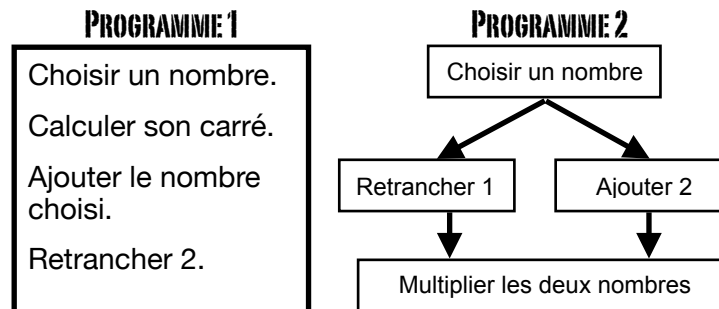 PROGRAMME 1
Choisir un nombre.
Calculer son carré.
Ajouter le nombre
choisi.
Retrancher 2.
PROGRAMME 2
Choisir un nombre
Retrancher 1
Ajouter 2
Multiplier les deux nombres